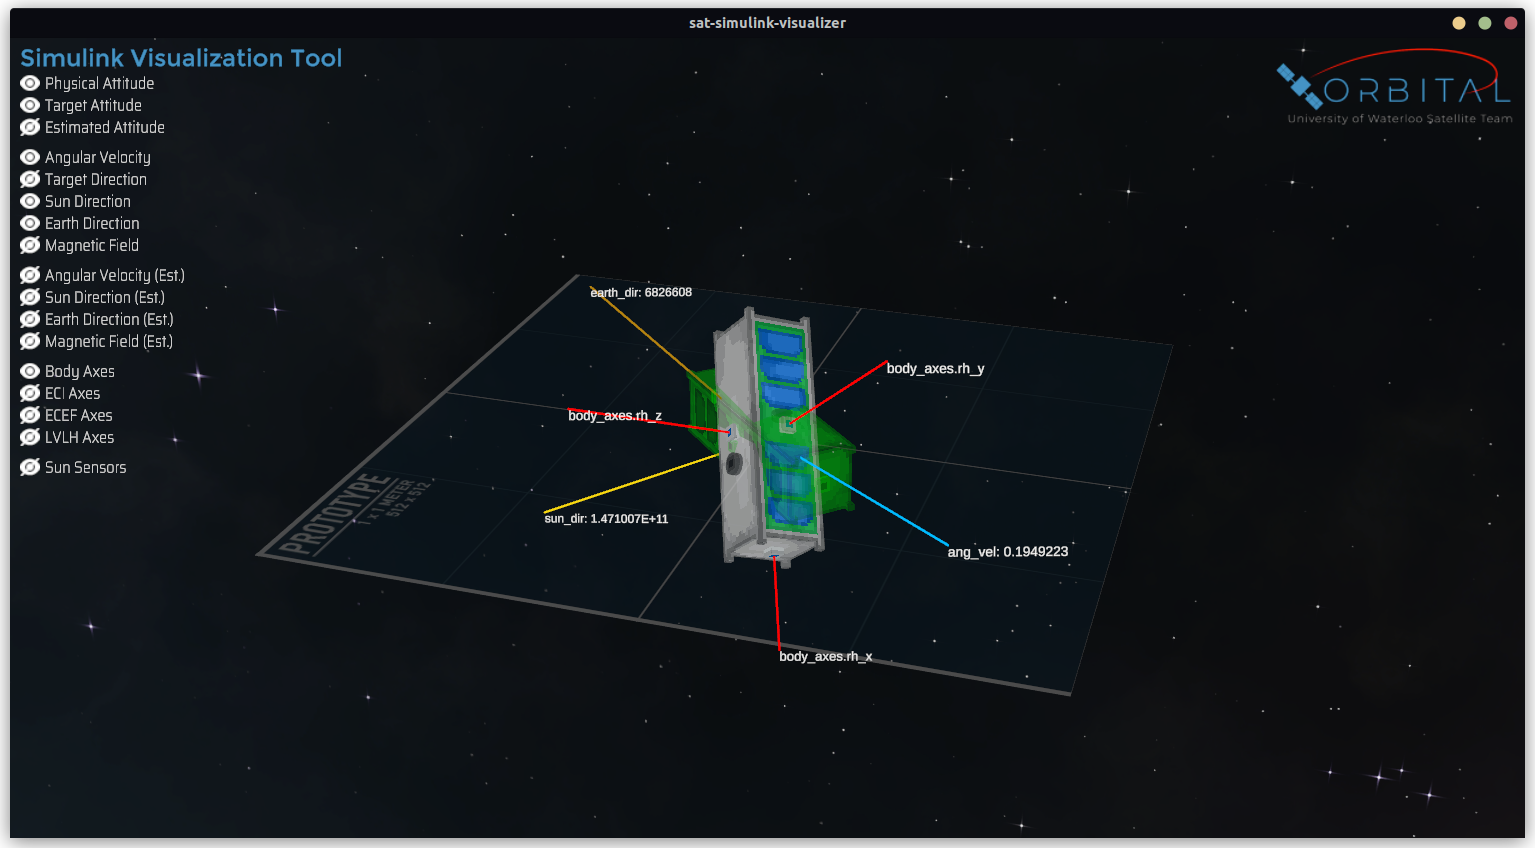 sat-simulink-visualizer
Simulink Visualization Tool
Physical Attitude
Target Attitude
Estimated Attitude
Angular Velocity
Target Direction
Sun Direction
Earth Direction
Magnetic Field
Angular Velocity (Est.)
Sun Direction (Est.)
Earth Direction (Est.)
Magnetic Field (Est.)
Body Axes
ECI Axes
ECEF Axes
LVLH Axes
Sun Sensors
ORBITAL
University of Waterloo Satellite Team
earth_dir: 6826608
body_axes.rh_y
body_axes.rh_z
sun_dir: 1.471007E+11
ang_vel: 0.1949223
body_axes.rh_x
PROTOTYPE
1 x 1 METER
512 x 512